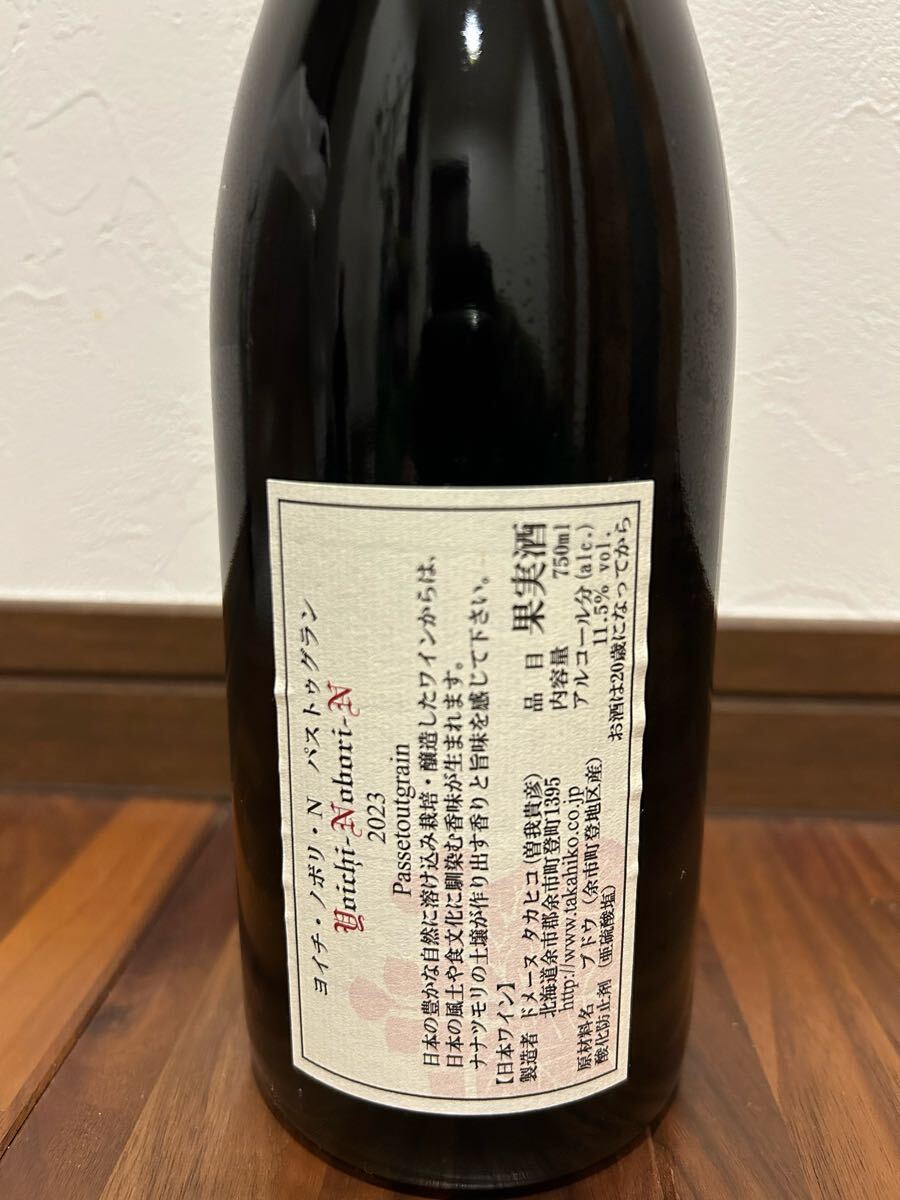 ヨイチ・ノボリ・N　パストゥグラン
Yoichi-Nobori-N
2023
Passetoutgrain
日本の豊かな自然に溶け込み栽培・醸造したワインからは、
日本の風土や食文化に馴染む香味が生まれます。
ナナツモリの土壌が作り出す香りと旨味を感じて下さい。
【日本ワイン】
製造者　ドメーヌ タカヒコ(曽我貴彦)
北海道余市郡余市町登町1395
http://www.takahiko.co.jp
原材料名　ブドウ（余市町登地区産）
酸化防止剤（亜硫酸塩）
品　目　果実酒
内容量　750ml
アルコール分(alc.)
11.5% vol.
お酒は20歳になってから